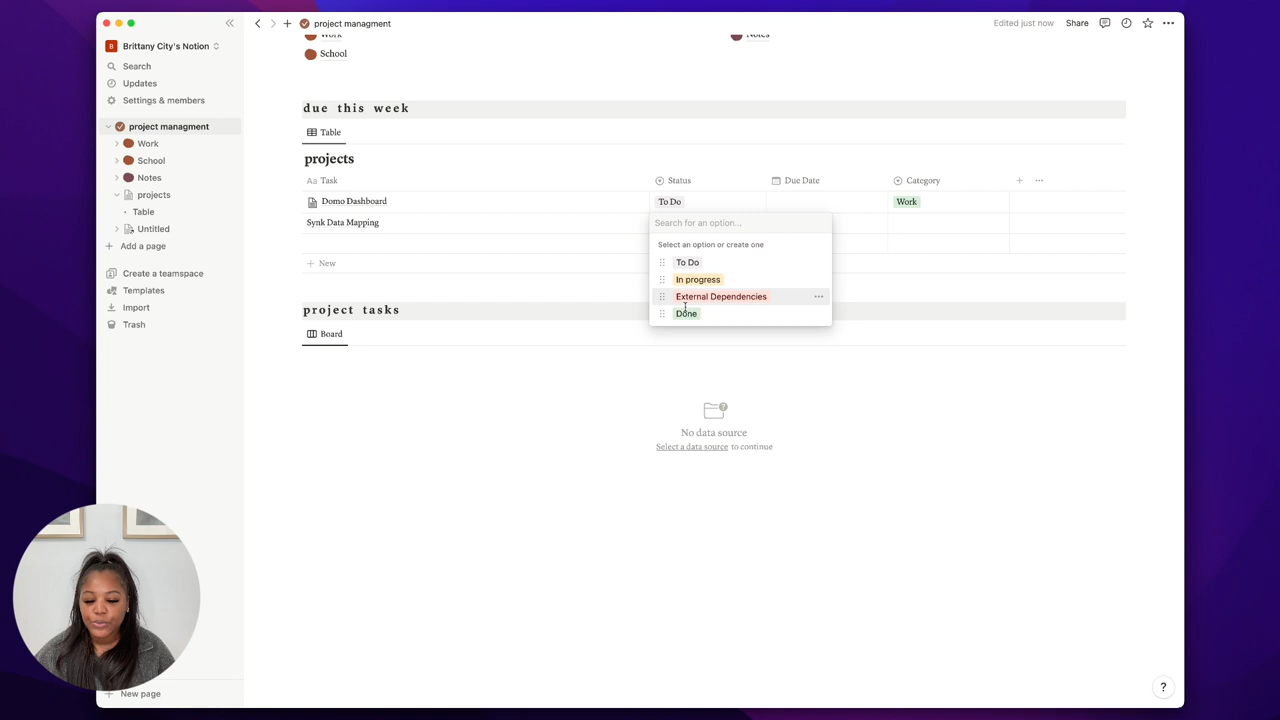 project managment
Edited just now
Share
B
Brittany City's Notion
Search
Updates
Settings & members
project managment
Work
School
Notes
projects
Table
Untitled
Add a page
Create a teamspace
Templates
Import
Trash
New page
Work
Notes
School
due this week
Table
projects
Aa Task
Status
Due Date
Category
Domo Dashboard
To Do
Work
Synk Data Mapping
Search for an option...
Select an option or create one
To Do
In progress
External Dependencies
Done
New
project tasks
Board
No data source
Select a data source to continue
?